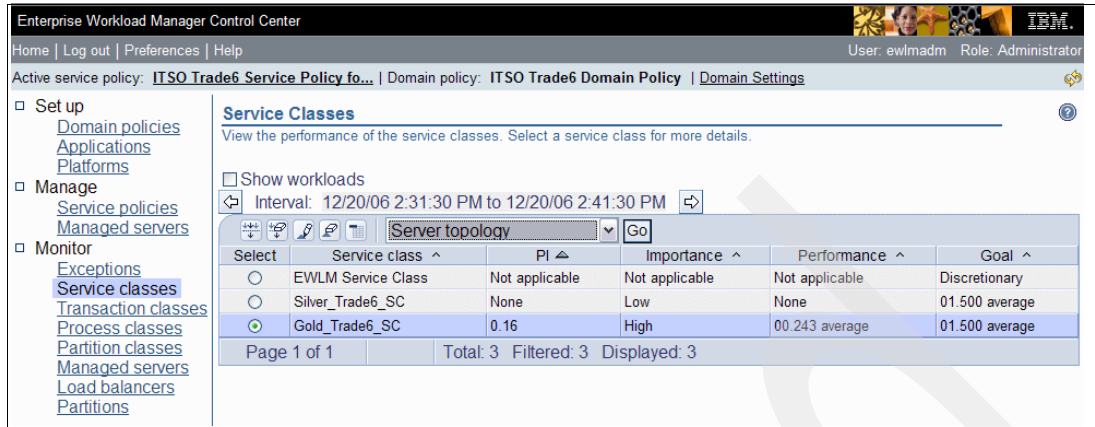 Enterprise Workload Manager Control Center
IBM.
Home | Log out | Preferences | Help
User: ewlmadm Role: Administrator
Active service policy: ITSO Trade6 Service Policy fo... | Domain policy: ITSO Trade6 Domain Policy | Domain Settings
Set up
Domain policies
Applications
Platforms
Manage
Service policies
Managed servers
Monitor
Exceptions
Service classes
Transaction classes
Process classes
Partition classes
Managed servers
Load balancers
Partitions
Service Classes
?
View the performance of the service classes. Select a service class for more details.
Show workloads
Interval: 12/20/06 2:31:30 PM to 12/20/06 2:41:30 PM
Server topology Go
Select Service class ^ PI Importance ^ Performance ^ Goal ^
EWLM Service Class Not applicable Not applicable Not applicable Discretionary
Silver_Trade6_SC None Low None 01.500 average
Gold_Trade6_SC 0.16 High 00.243 average 01.500 average
Page 1 of 1 Total: 3 Filtered: 3 Displayed: 3